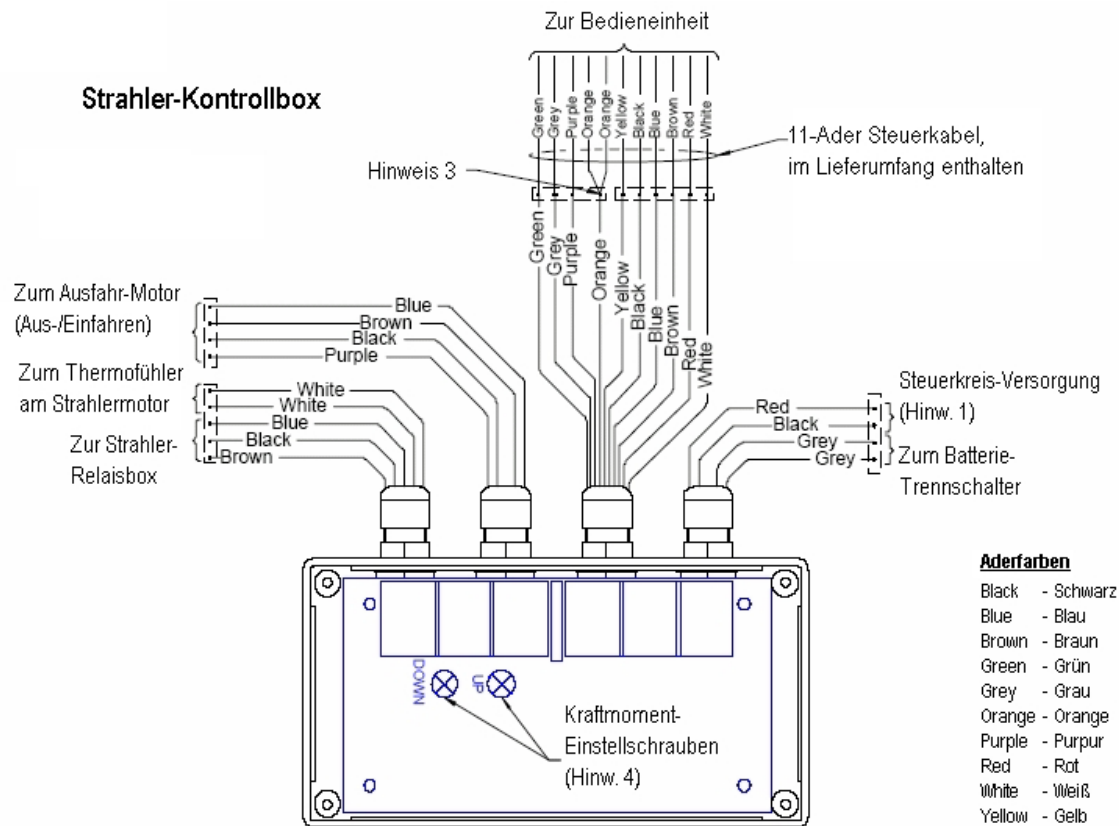 Zur Bedieneinheit
Strahler-Kontrollbox
Green
Grey
Purple
Orange
Orange
Yellow
Black
Blue
Brown
Red
White
11-Ader Steuerkabel,
im Lieferumfang enthalten
Hinweis 3
Green
Grey
Purple
Orange
Yellow
Black
Blue
Brown
Red
White
Zum Ausfahr-Motor
(Aus-/Einfahren)
Blue
Brown
Black
Purple
Zum Thermofühler
am Strahlermotor
White
White
Zur Strahler-
Relaisbox
Blue
Black
Brown
Red
Black
Grey
Grey
Steuerkreis-Versorgung
(Hinw. 1)
Zum Batterie-
Trennschalter
DOWN
UP
Kraftmoment-
Einstellschrauben
(Hinw. 4)
Aderfarben
Black - Schwarz
Blue - Blau
Brown - Braun
Green - Grün
Grey - Grau
Orange - Orange
Purple - Purpur
Red - Rot
White - Weiß
Yellow - Gelb